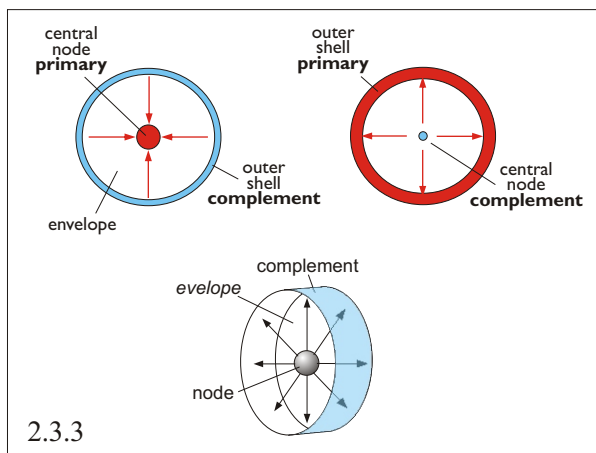 central
node
primary
outer
shell
complement
envelope
outer
shell
primary
central
node
complement
complement
evelope
node
2.3.3